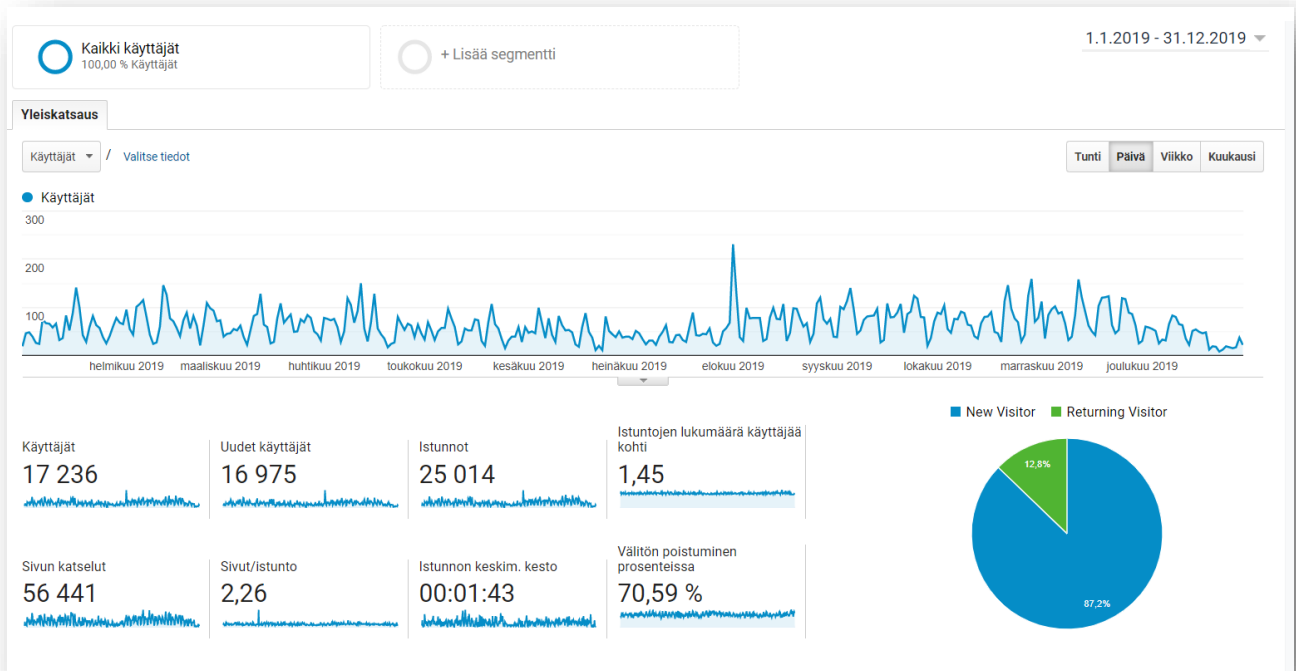 Kaikki käyttäjät
100,00 % Käyttäjät
+ Lisää segmentti
1.1.2019 - 31.12.2019
Yleiskatsaus
Käyttäjät / Valitse tiedot
Tunti Päivä Viikko Kuukausi
Käyttäjät
300
200
100
helmikuu 2019 maaliskuu 2019 huhtikuu 2019 toukokuu 2019 kesäkuu 2019 heinäkuu 2019 elokuu 2019 syyskuu 2019 lokakuu 2019 marraskuu 2019 joulukuu 2019
Käyttäjät
17 236
Uudet käyttäjät
16 975
Istunnot
25 014
Istuntojen lukumäärä käyttäjää
kohti
1,45
Sivun katselut
56 441
Sivut/istunto
2,26
Istunnon keskim. kesto
00:01:43
Välitön poistuminen
prosenteissa
70,59 %
New Visitor Returning Visitor
12,8%
87,2%